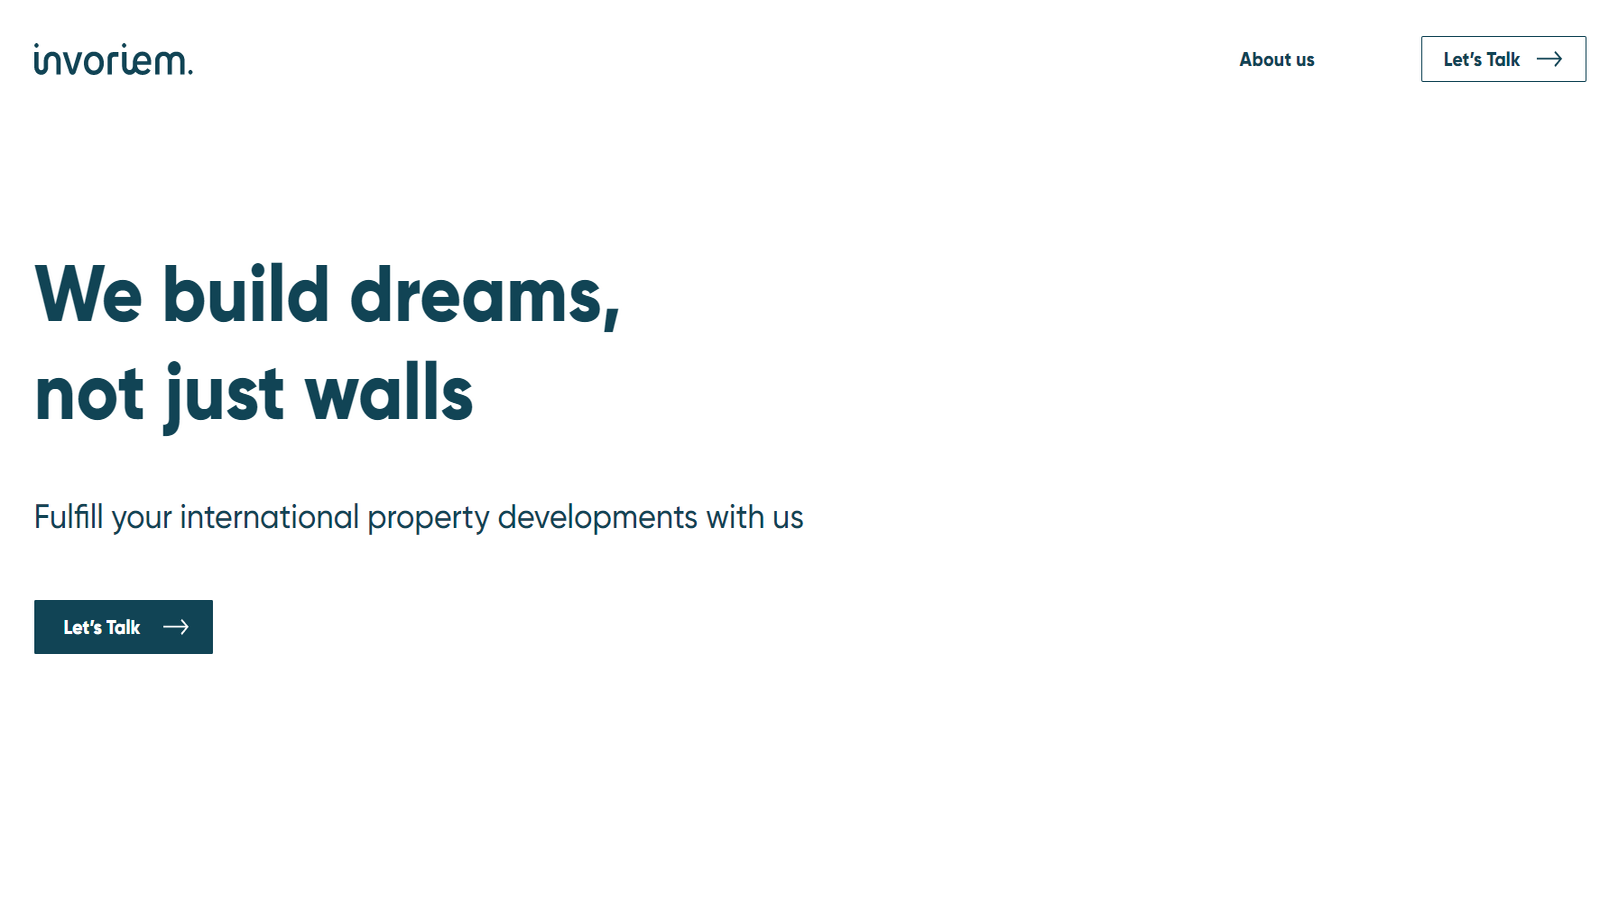 invoriem.
About us
Let's Talk
We build dreams,
not just walls
Fulfill your international property developments with us
Let's Talk